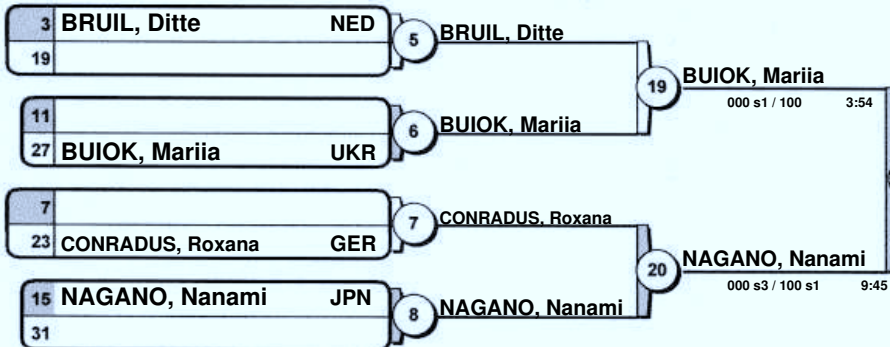 3 BRUIL, Ditte NED
19
5 BRUIL, Ditte
11
27 BUIOK, Mariia UKR
6 BUIOK, Mariia
19 BUIOK, Mariia
000 s1 / 100 3:54
7
23 CONRADUS, Roxana GER
7 CONRADUS, Roxana
15 NAGANO, Nanami JPN
31
8 NAGANO, Nanami
20 NAGANO, Nanami
000 s3 / 100 s1 9:45